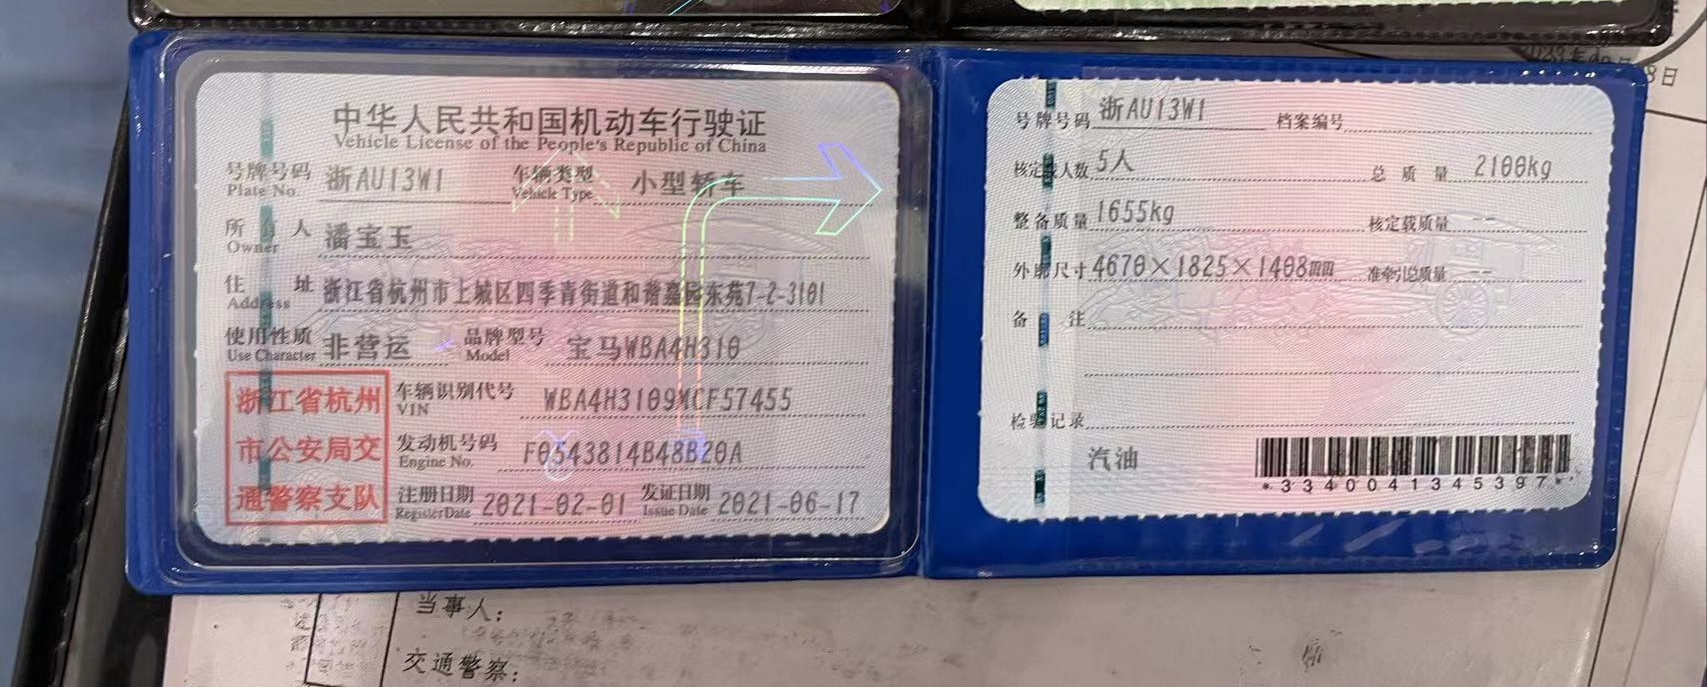 中华人民共和国机动车行驶证
Vehicle License of the People's Republic of China
号牌号码 浙AU13W1 车辆类型 小型轿车
Plate No. Vehicle Type
所有人 潘宝玉
Owner
住址 浙江省杭州市上城区四季青街道和谐嘉园东苑7-2-3101
Address
使用性质 非营运 品牌型号 宝马WBA4H310
Use Character Model
浙江省杭州
市公安局交
通警察支队
车辆识别代号 WBA4H3109MCF57455
VIN
发动机号码 F0543814B48B20A
Engine No.
注册日期 2021-02-01 发证日期 2021-06-17
Register Date Issue Date
号牌号码 浙AU13W1 档案编号
核定载人数 5人 总质量 2100kg
整备质量 1655kg 核定载质量 --
外廓尺寸 4670×1825×1408mm 准牵引总质量 --
备注
检验记录
汽油
*3340041345397*
当事人:
交通警察: